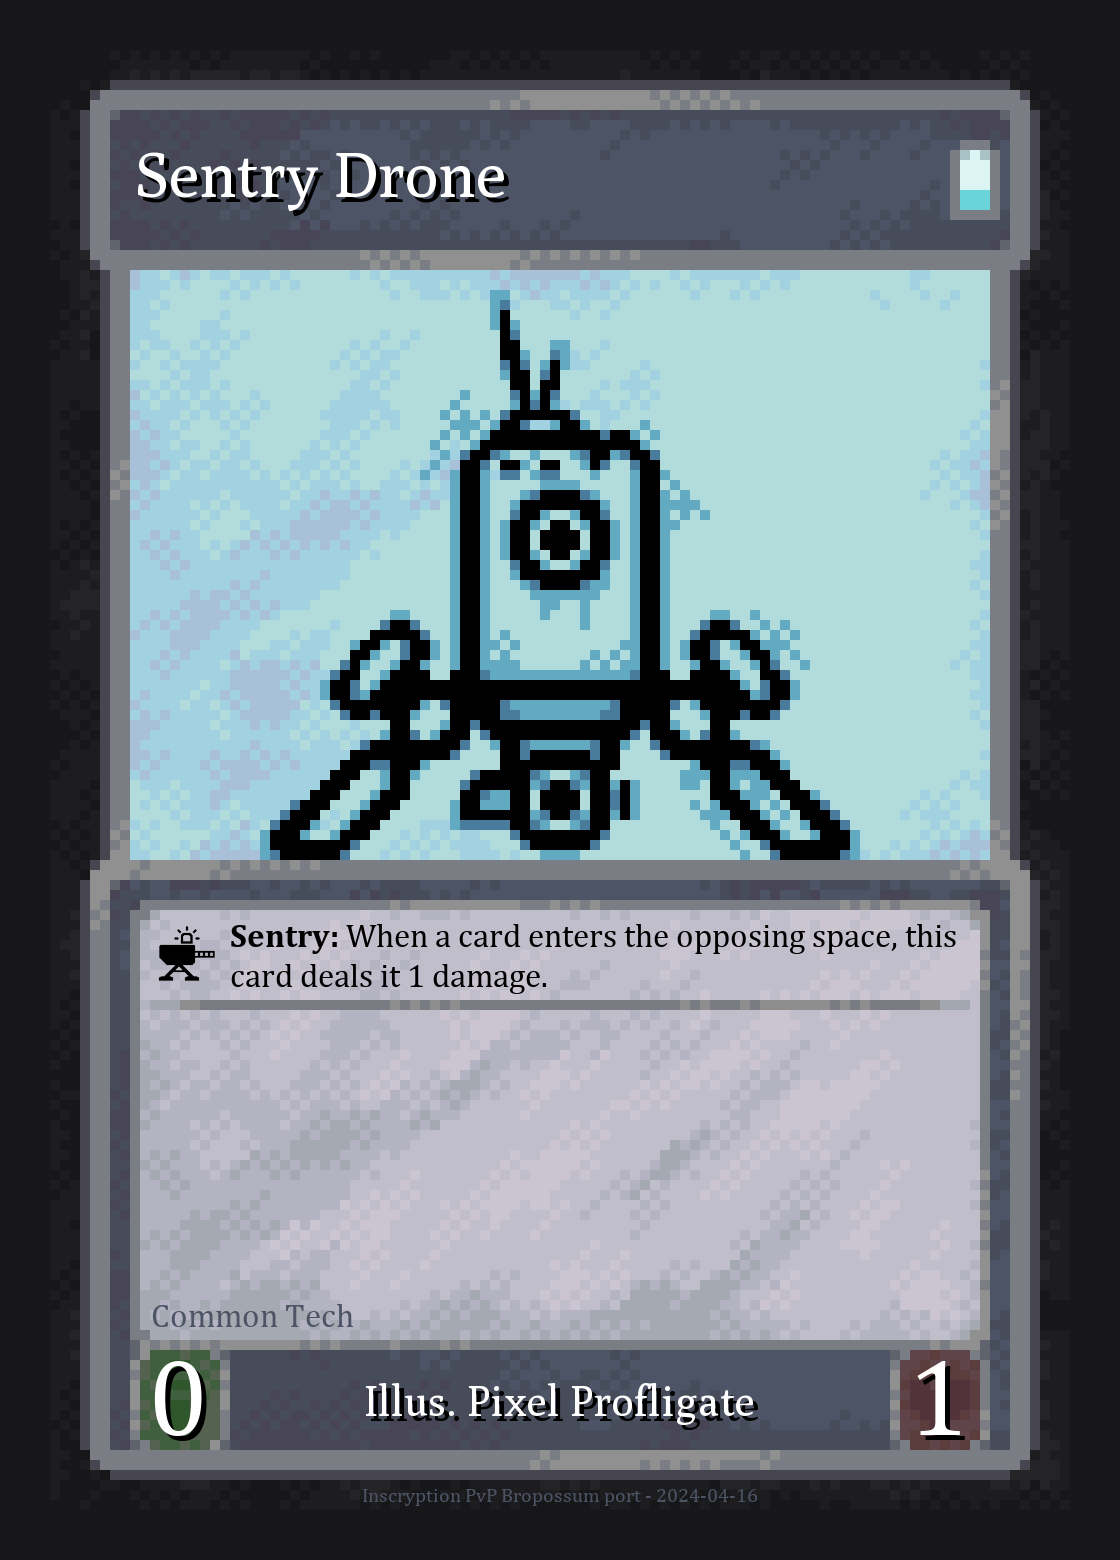 Sentry Drone
Sentry: When a card enters the opposing space, this
card deals it 1 damage.
Common Tech
0
Illus. Pixel Profligate
1
Inscryption PvP Bropossum port - 2024-04-16